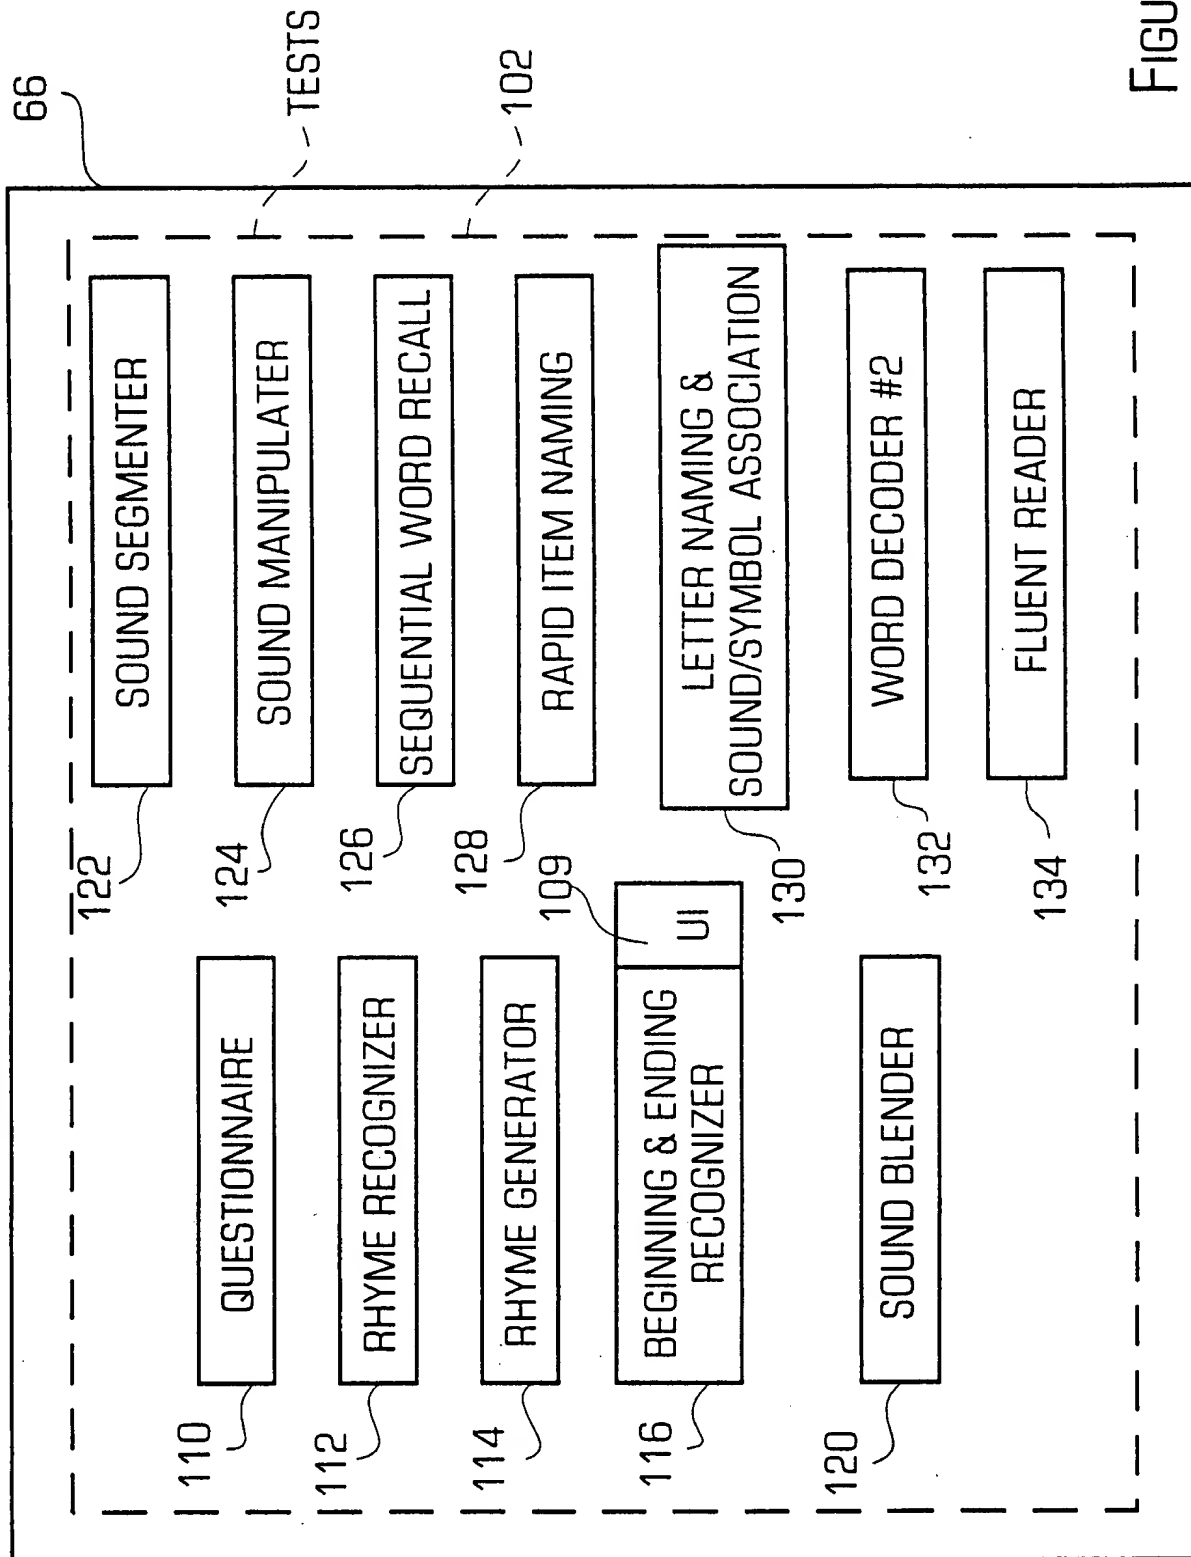 66
TESTS
102
122
SOUND SEGMENTER
124
SOUND MANIPULATER
126
SEQUENTIAL WORD RECALL
128
RAPID ITEM NAMING
130
LETTER NAMING &
SOUND/SYMBOL ASSOCIATION
132
WORD DECODER #2
134
FLUENT READER
110
QUESTIONNAIRE
112
RHYME RECOGNIZER
114
RHYME GENERATOR
116
BEGINNING & ENDING
RECOGNIZER
109
UI
120
SOUND BLENDER
FIGU